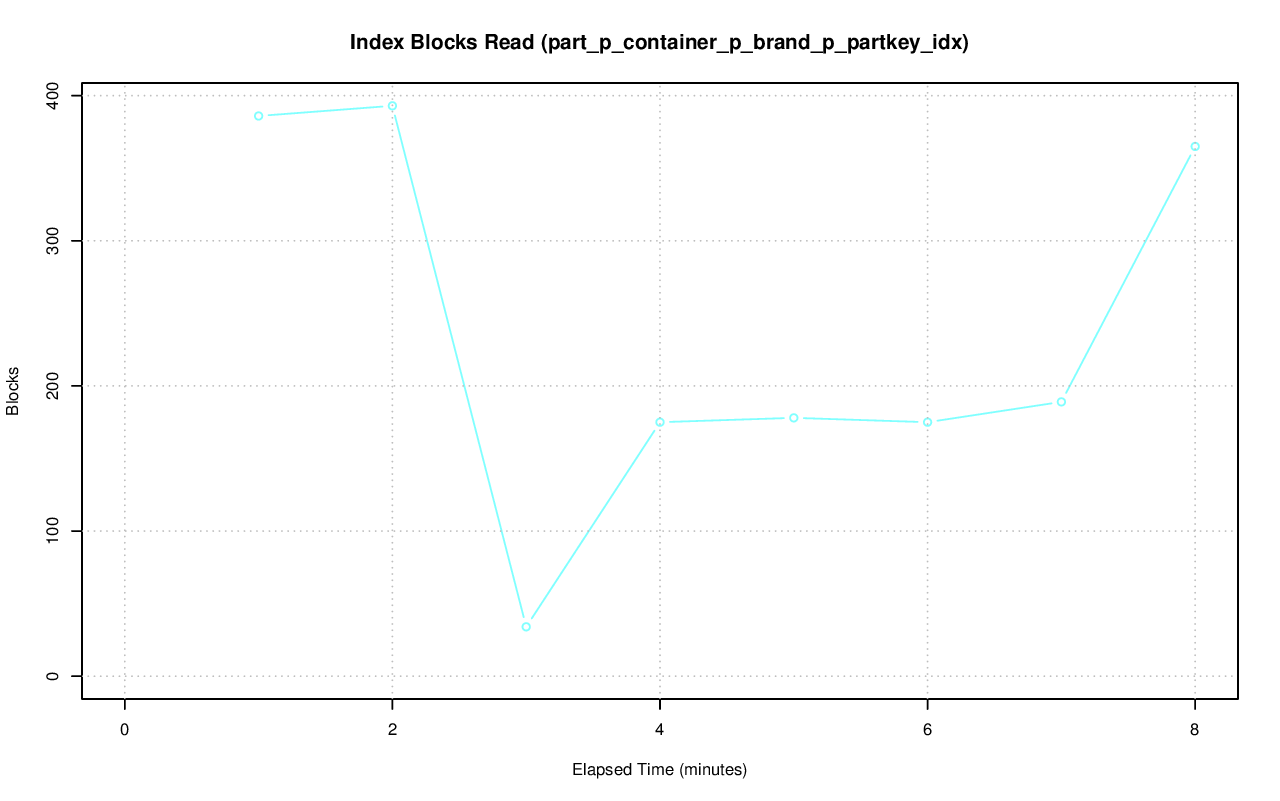 Index Blocks Read (part_p_container_p_brand_p_partkey_idx)
400
300
200
100
0
Blocks
0 2 4 6 8
Elapsed Time (minutes)